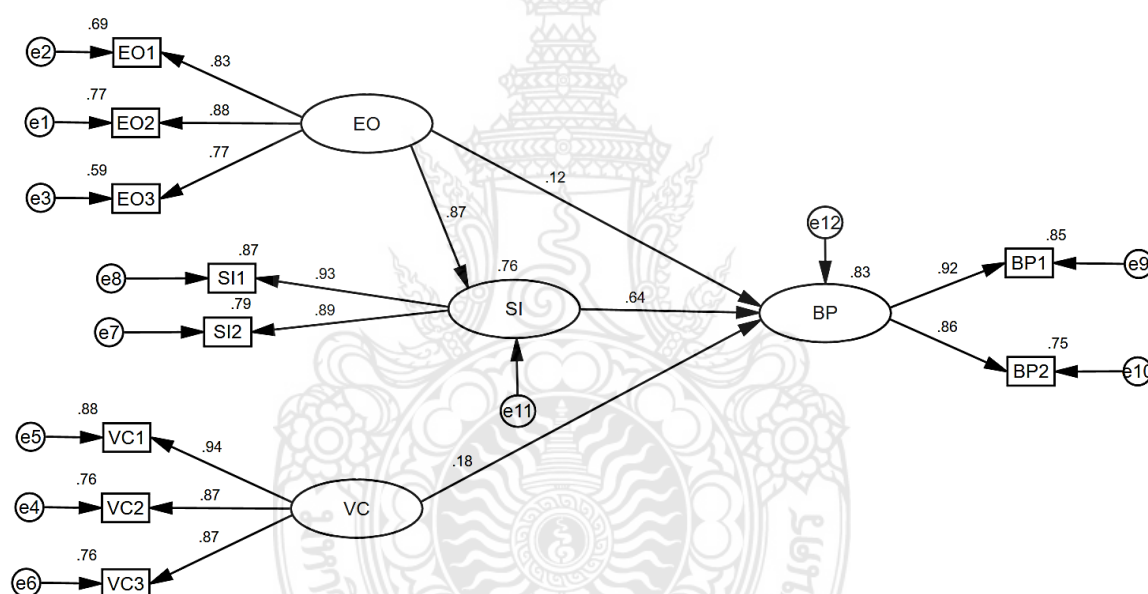 .69
e2 EO1
.83
.77
e1 EO2
.88
EO
.77
.59
e3 EO3
.12
.87
e12
.87
e8 SI1
.93
.76
.85
BP1 e9
.92
.83
.79
e7 SI2
.89
SI
.64
BP
.86
.75
BP2 e10
e11
.88
e5 VC1
.94
.18
.76
e4 VC2
.87
VC
.87
.76
e6 VC3